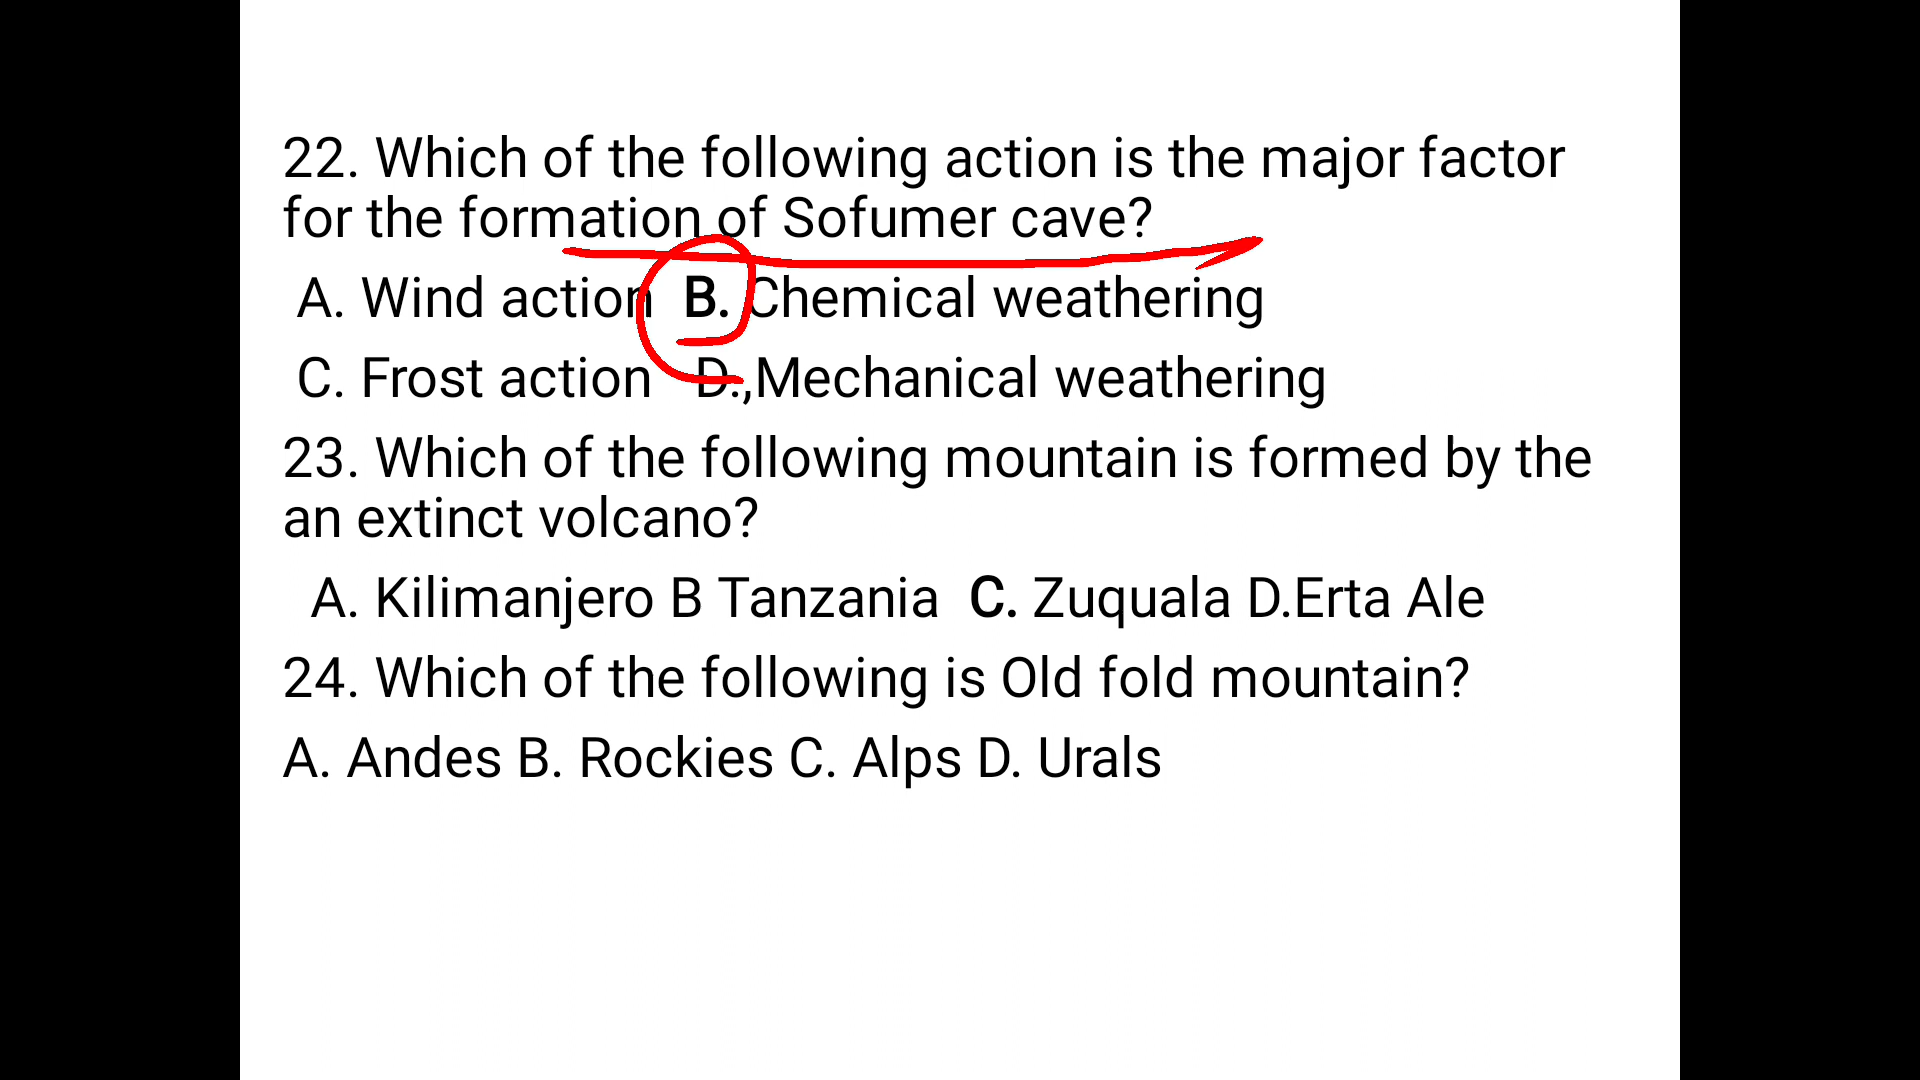 22. Which of the following action is the major factor
for the formation of Sofumer cave?
A. Wind action B. Chemical weathering
C. Frost action D.,Mechanical weathering
23. Which of the following mountain is formed by the
an extinct volcano?
A. Kilimanjero B Tanzania C. Zuquala D.Erta Ale
24. Which of the following is Old fold mountain?
A. Andes B. Rockies C. Alps D. Urals